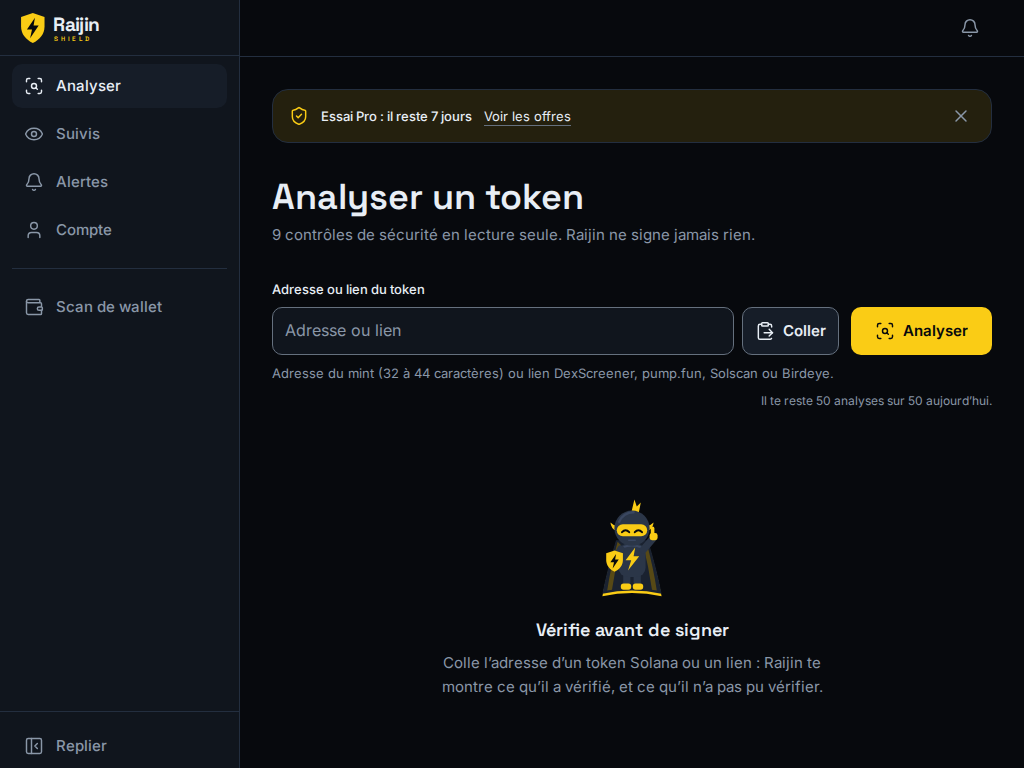 Raijin
SHIELD
Analyser
Suivis
Alertes
Compte
Scan de wallet
Replier
Essai Pro : il reste 7 jours Voir les offres
Analyser un token
9 contrôles de sécurité en lecture seule. Raijin ne signe jamais rien.
Adresse ou lien du token
Adresse ou lien
Coller
Analyser
Adresse du mint (32 à 44 caractères) ou lien DexScreener, pump.fun, Solscan ou Birdeye.
Il te reste 50 analyses sur 50 aujourd’hui.
Vérifie avant de signer
Colle l’adresse d’un token Solana ou un lien : Raijin te
montre ce qu’il a vérifié, et ce qu’il n’a pas pu vérifier.